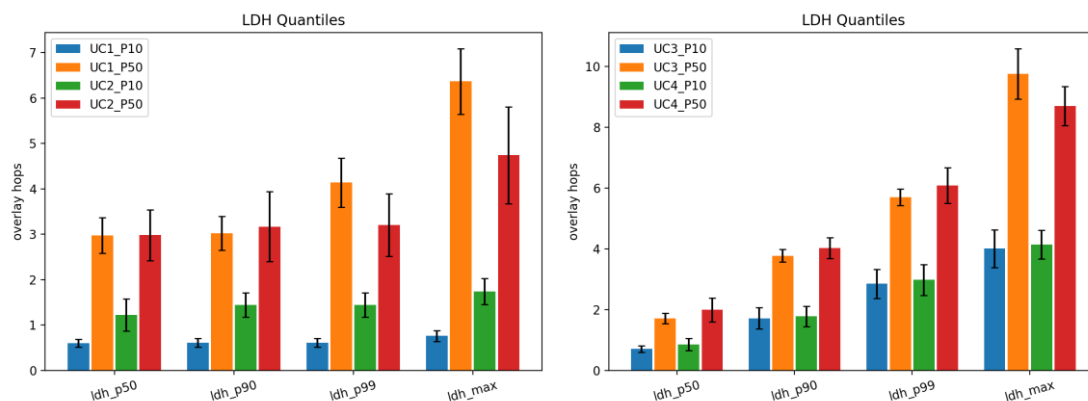 LDH Quantiles
UC1_P10
UC1_P50
UC2_P10
UC2_P50
overlay hops
7
6
5
4
3
2
1
0
ldh_p50
ldh_p90
ldh_p99
ldh_max
LDH Quantiles
UC3_P10
UC3_P50
UC4_P10
UC4_P50
overlay hops
10
8
6
4
2
0
ldh_p50
ldh_p90
ldh_p99
ldh_max